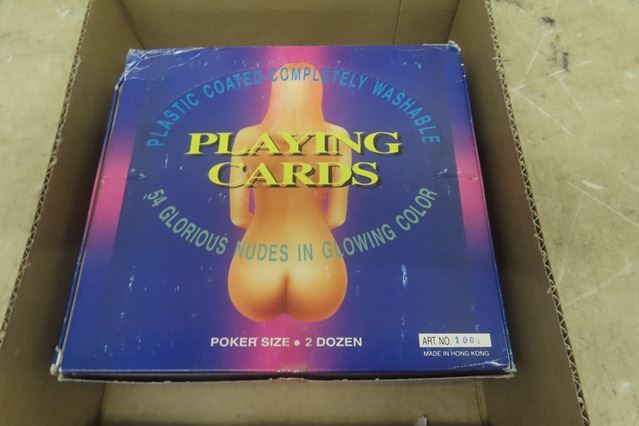 PLASTIC COATED-COMPLETELY WASHABLE
PLAYING
CARDS
54 GLORIOUS NUDES IN GLOWING COLOR
POKER SIZE • 2 DOZEN
ART. NO.
MADE IN HONG KONG